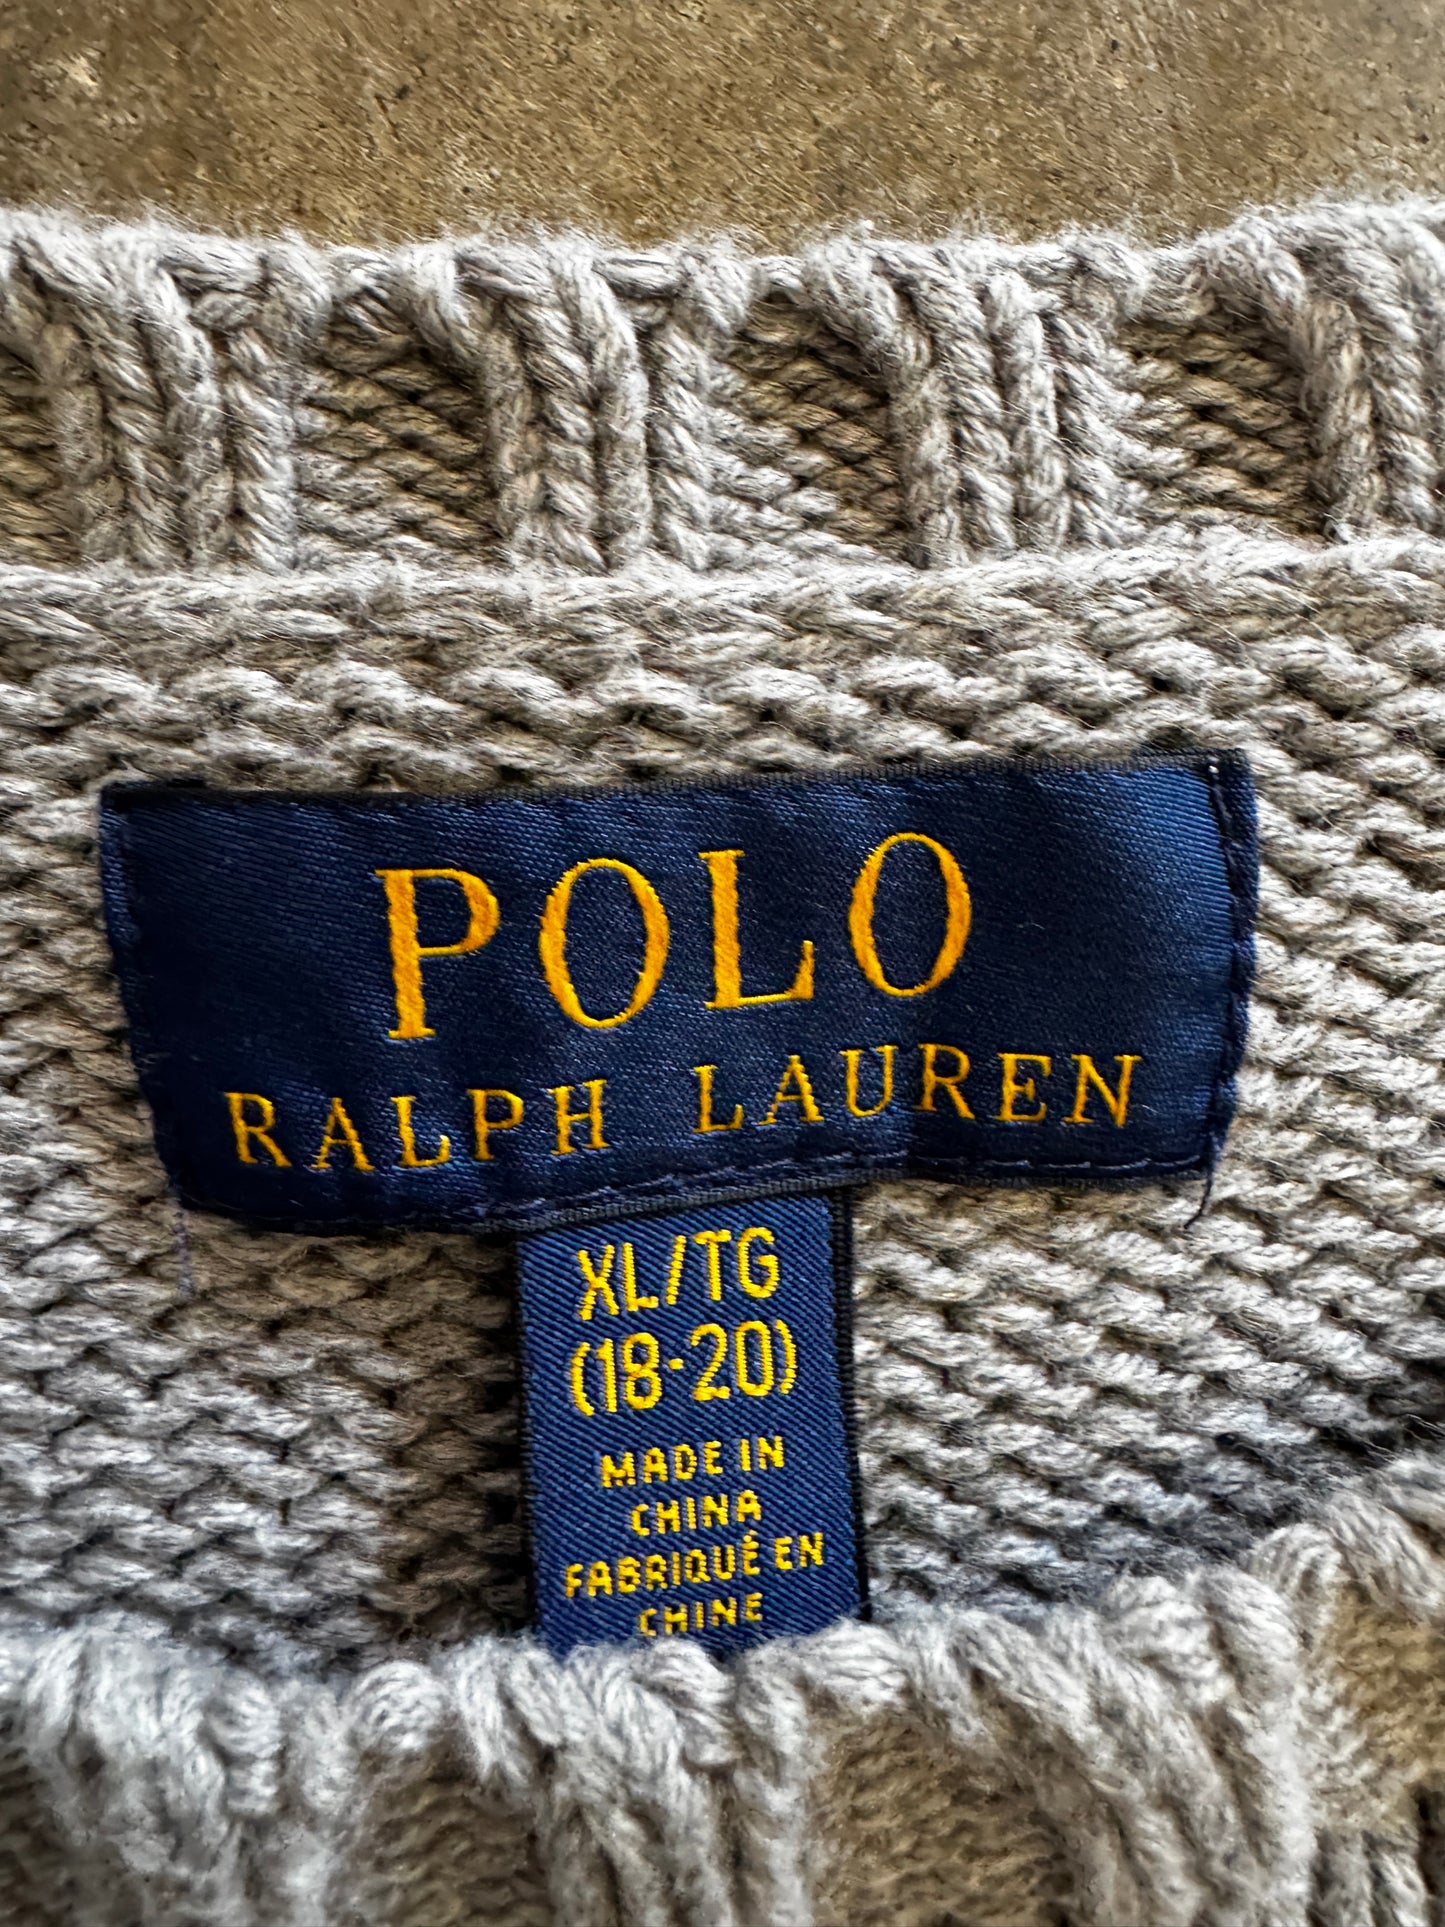 POLO
RALPH LAUREN
XL/TG
(18-20)
MADE IN
CHINA
FABRIQUÉ EN
CHINE